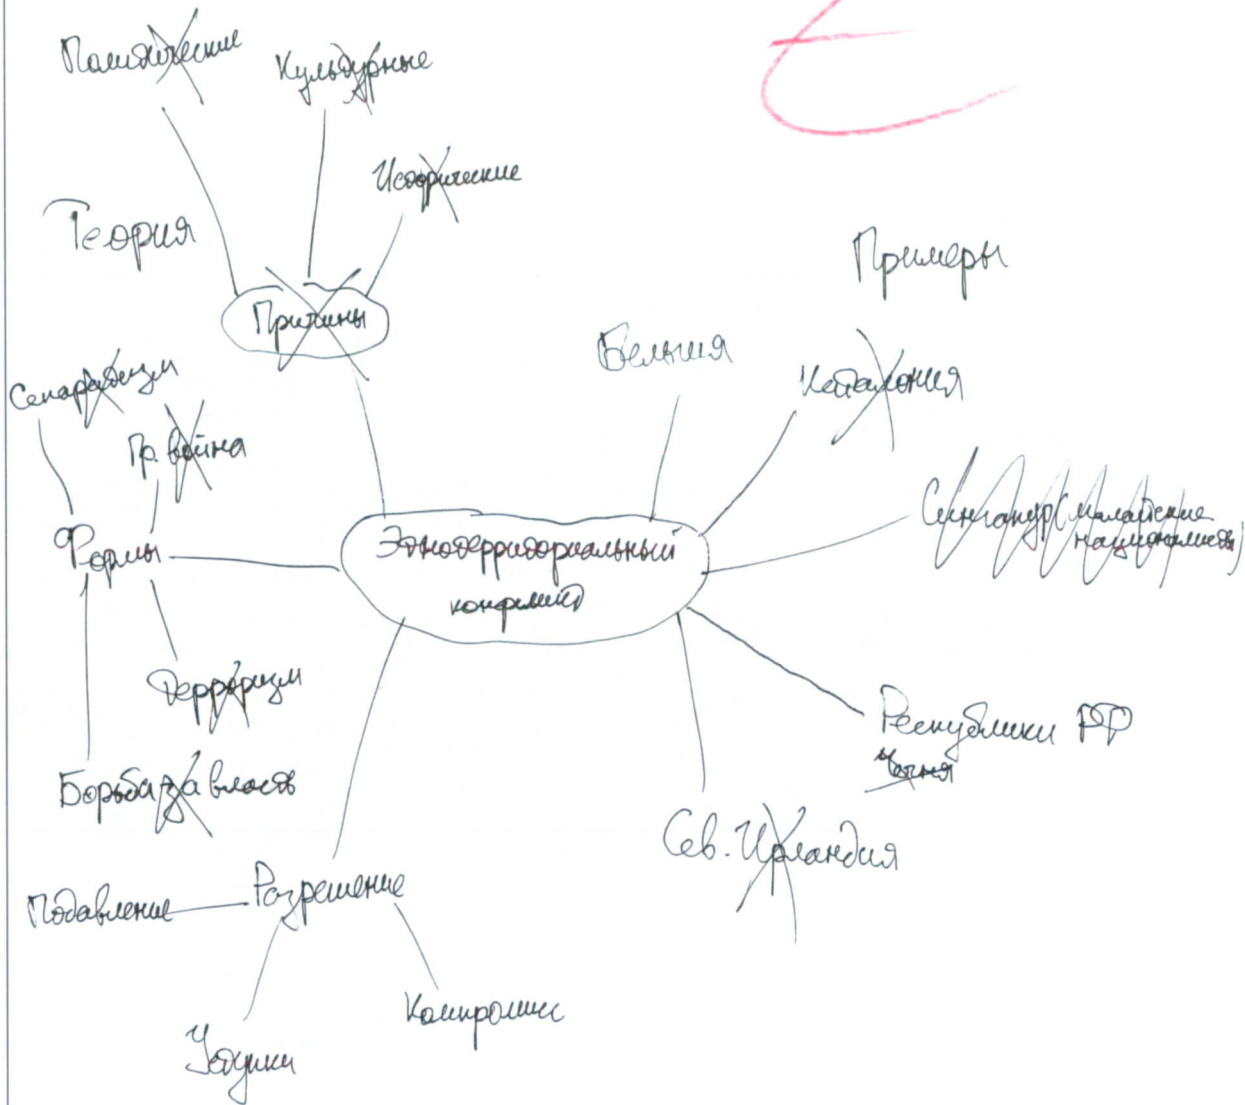 Политические
Культурные
Исторические
Теория
Причины
Примеры
Бельгия
Каталония
Сепаратизм
Гр. война
Сингапур (малайские
националисты)
Формы
Этнотерриториальный
конфликт
Терроризм
Республики РФ
Чечня
Борьба за власть
Сев. Ирландия
Подавление
Разрешение
Компромисс
Уступки